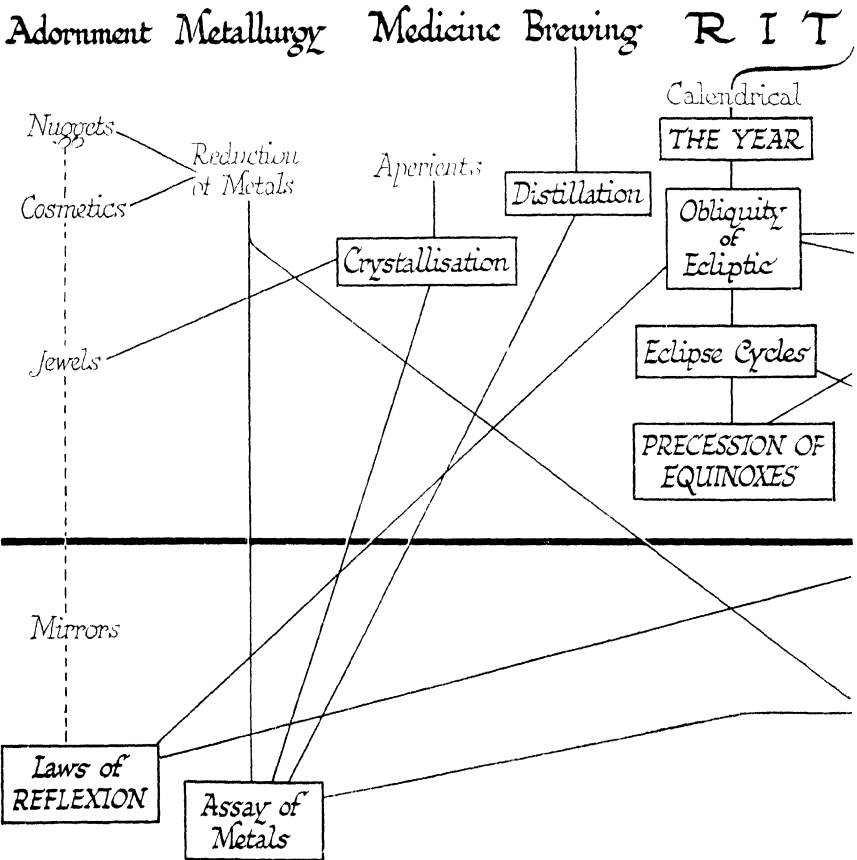 Adornment Metallurgy Medicine Brewing R I T
Calendrical
THE YEAR
Nuggets
Reduction
of Metals
Aperients
Distillation
Cosmetics
Obliquity
of
Ecliptic
Crystallisation
Jewels
Eclipse Cycles
PRECESSION OF
EQUINOXES
Mirrors
Laws of
REFLEXION
Assay of
Metals